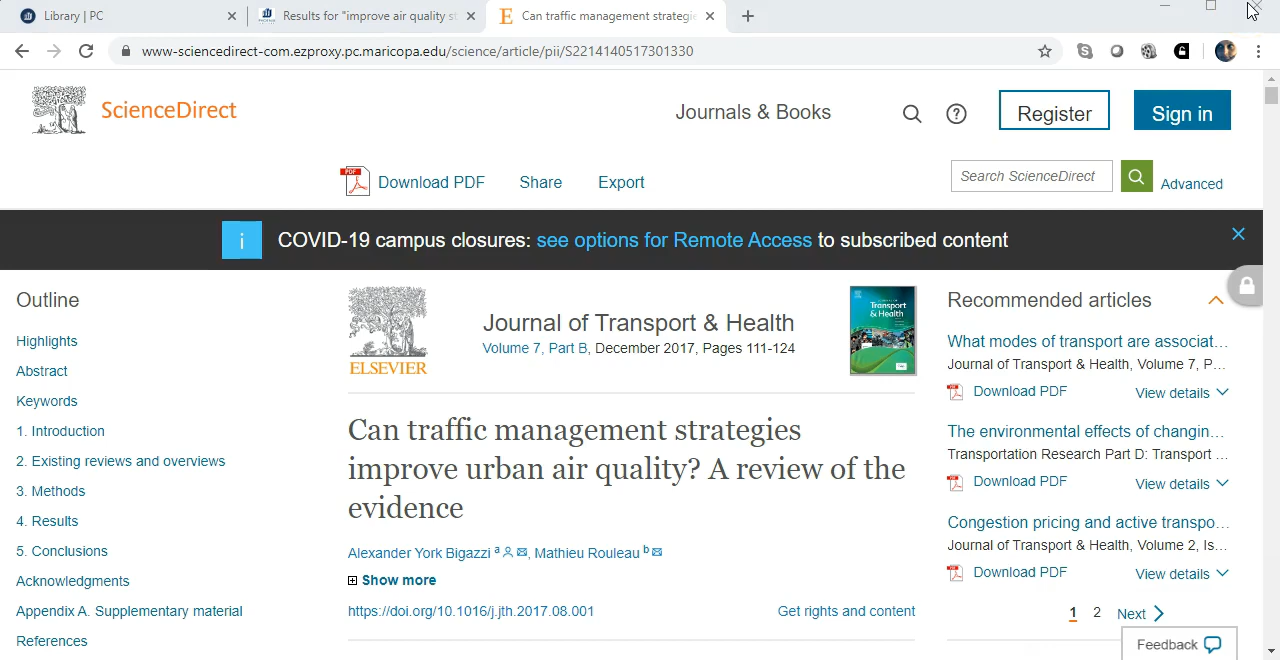 Library | PC
Results for "improve air quality st
Can traffic management strategie
www-sciencedirect-com.ezproxy.pc.maricopa.edu/science/article/pii/S2214140517301330
ScienceDirect
Journals & Books
Register
Sign in
Download PDF
Share
Export
Search ScienceDirect
Advanced
COVID-19 campus closures: see options for Remote Access to subscribed content
Outline
Highlights
Abstract
Keywords
1. Introduction
2. Existing reviews and overviews
3. Methods
4. Results
5. Conclusions
Acknowledgments
Appendix A. Supplementary material
References
ELSEVIER
Journal of Transport & Health
Volume 7, Part B, December 2017, Pages 111-124
Transport
& Health
Can traffic management strategies
improve urban air quality? A review of the
evidence
Alexander York Bigazzi a, Mathieu Rouleau b
Show more
https://doi.org/10.1016/j.jth.2017.08.001
Get rights and content
Recommended articles
What modes of transport are associat...
Journal of Transport & Health, Volume 7, P...
Download PDF
View details
The environmental effects of changin...
Transportation Research Part D: Transport ...
Download PDF
View details
Congestion pricing and active transpo...
Journal of Transport & Health, Volume 2, Is...
Download PDF
View details
1 2 Next
Feedback